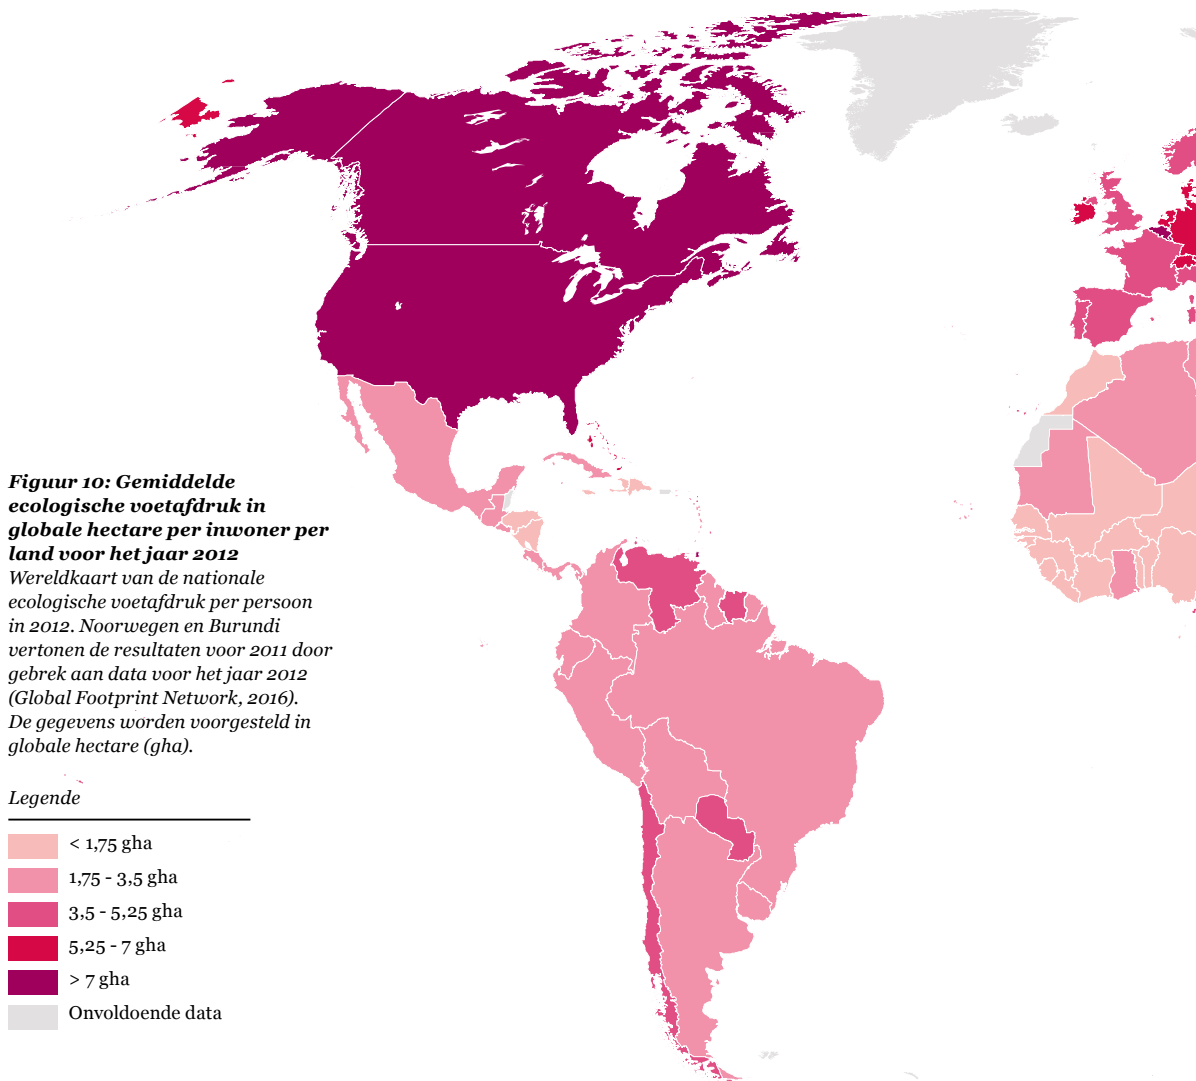 Figuur 10: Gemiddelde
ecologische voetafdruk in
globale hectare per inwoner per
land voor het jaar 2012
Wereldkaart van de nationale
ecologische voetafdruk per persoon
in 2012. Noorwegen en Burundi
vertonen de resultaten voor 2011 door
gebrek aan data voor het jaar 2012
(Global Footprint Network, 2016).
De gegevens worden voorgesteld in
globale hectare (gha).
Legende
< 1,75 gha
1,75 - 3,5 gha
3,5 - 5,25 gha
5,25 - 7 gha
> 7 gha
Onvoldoende data